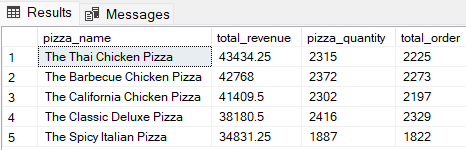 Results Messages
pizza_name total_revenue pizza_quantity total_order
1 The Thai Chicken Pizza 43434.25 2315 2225
2 The Barbecue Chicken Pizza 42768 2372 2273
3 The California Chicken Pizza 41409.5 2302 2197
4 The Classic Deluxe Pizza 38180.5 2416 2329
5 The Spicy Italian Pizza 34831.25 1887 1822